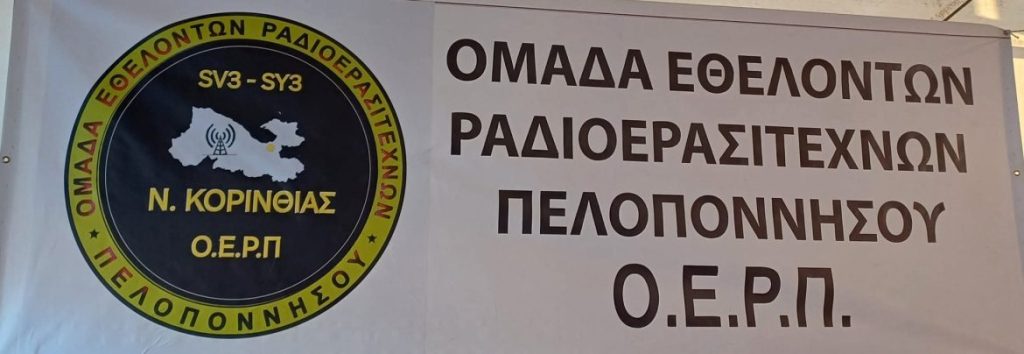 ΟΜΑΔΑ ΕΘΕΛΟΝΤΩΝ ΡΑΔΙΟΕΡΑΣΙΤΕΧΝΩΝ
★ ΠΕΛΟΠΟΝΝΗΣΟΥ ★
SV3 - SY3
Ν. ΚΟΡΙΝΘΙΑΣ
Ο.Ε.Ρ.Π
ΟΜΑΔΑ ΕΘΕΛΟΝΤΩΝ
ΡΑΔΙΟΕΡΑΣΙΤΕΧΝΩΝ
ΠΕΛΟΠΟΝΝΗΣΟΥ
Ο.Ε.Ρ.Π.